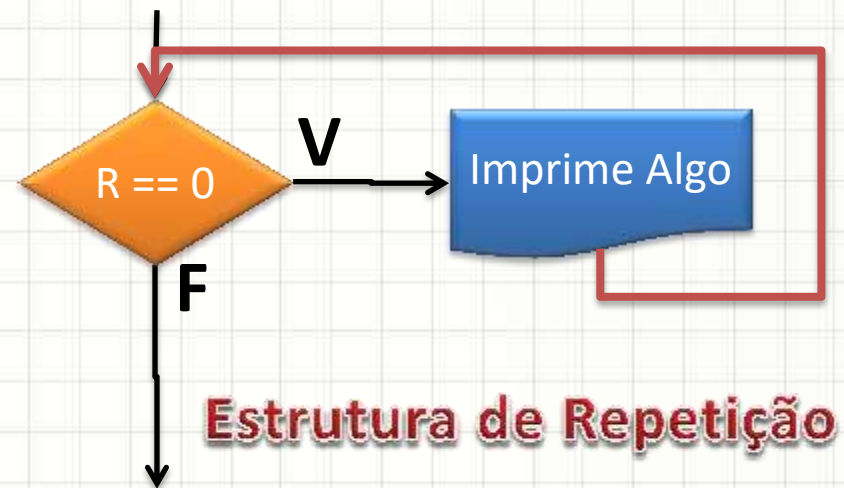 V
R == 0
Imprime Algo
F
Estrutura de Repetição